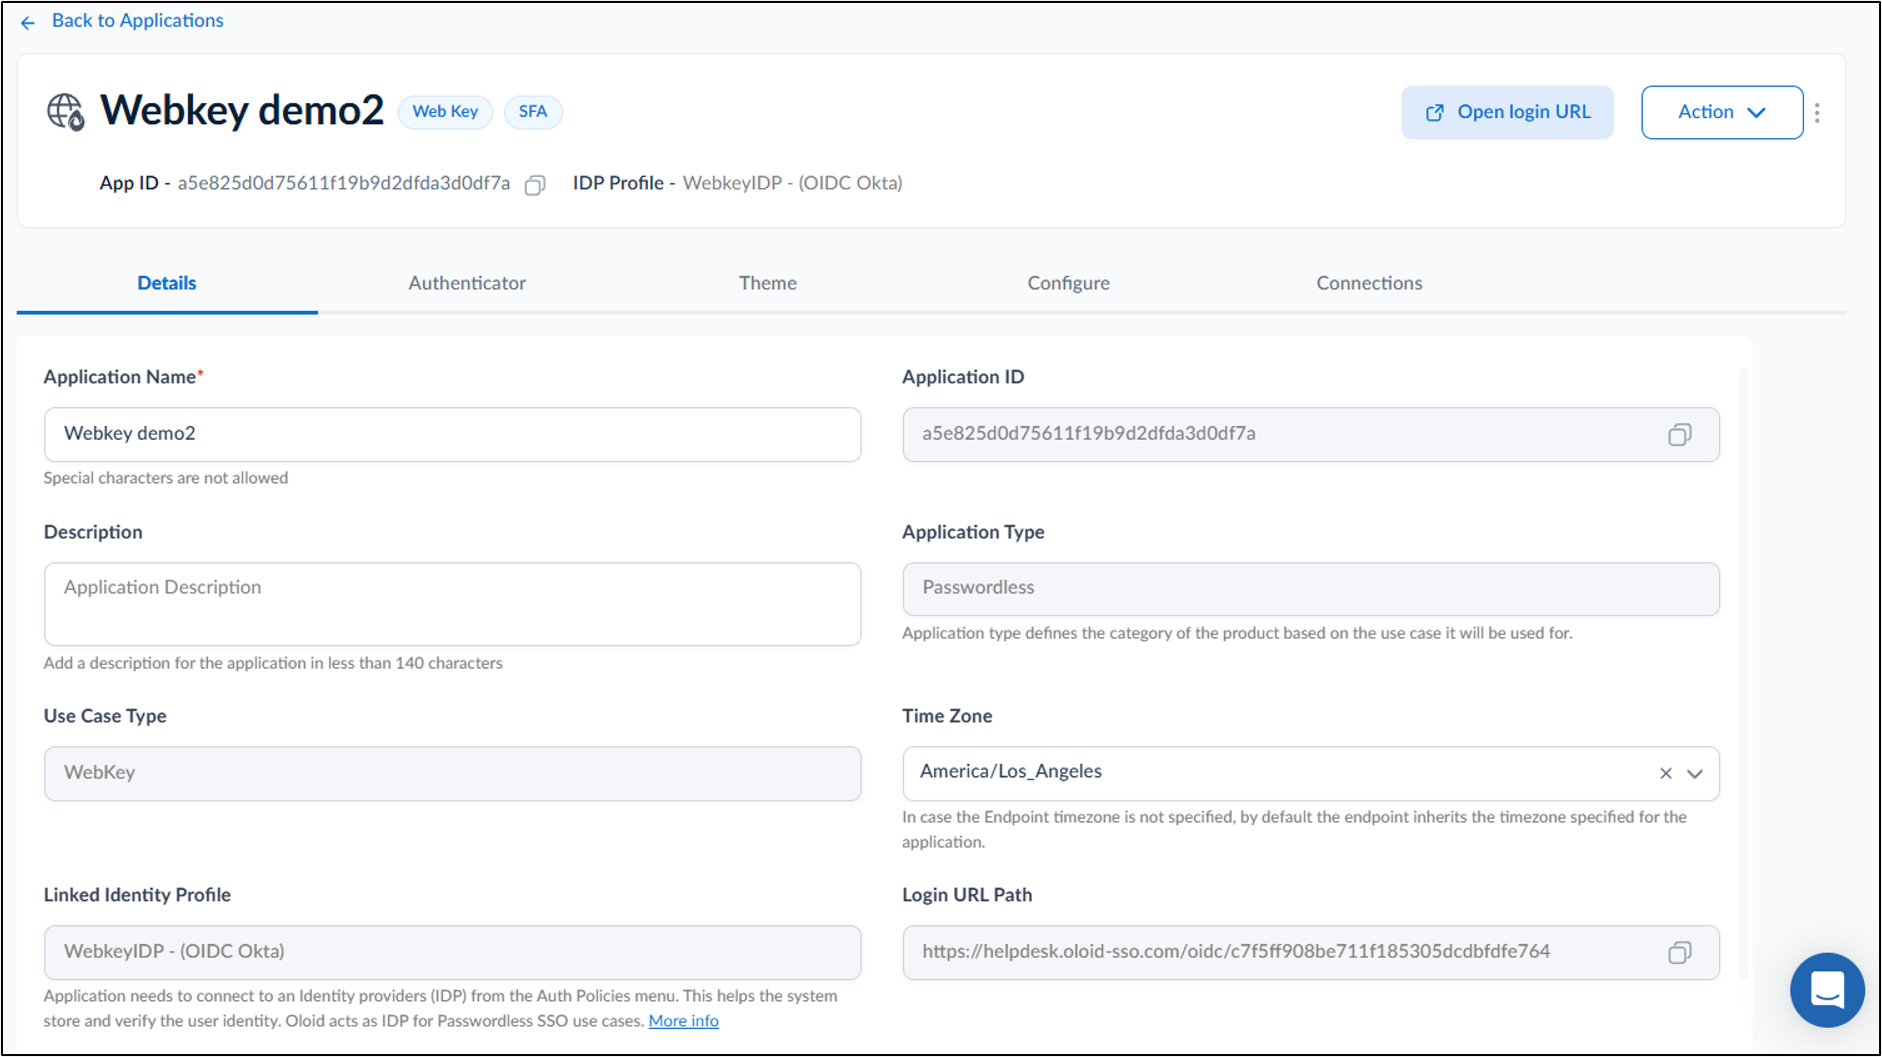 Back to Applications
Webkey demo2 Web Key SFA Open login URL Action
App ID - a5e825d0d75611f19b9d2dfda3d0df7a IDP Profile - WebkeyIDP - (OIDC Okta)
Details Authenticator Theme Configure Connections
Application Name*
Webkey demo2
Special characters are not allowed
Application ID
a5e825d0d75611f19b9d2dfda3d0df7a
Description
Application Description
Add a description for the application in less than 140 characters
Application Type
Passwordless
Application type defines the category of the product based on the use case it will be used for.
Use Case Type
WebKey
Time Zone
America/Los_Angeles
In case the Endpoint timezone is not specified, by default the endpoint inherits the timezone specified for the
application.
Linked Identity Profile
WebkeyIDP - (OIDC Okta)
Application needs to connect to an Identity providers (IDP) from the Auth Policies menu. This helps the system
store and verify the user identity. Oloid acts as IDP for Passwordless SSO use cases. More info
Login URL Path
https://helpdesk.oloid-sso.com/oidc/c7f5ff908be711f185305dcdbfdfe764